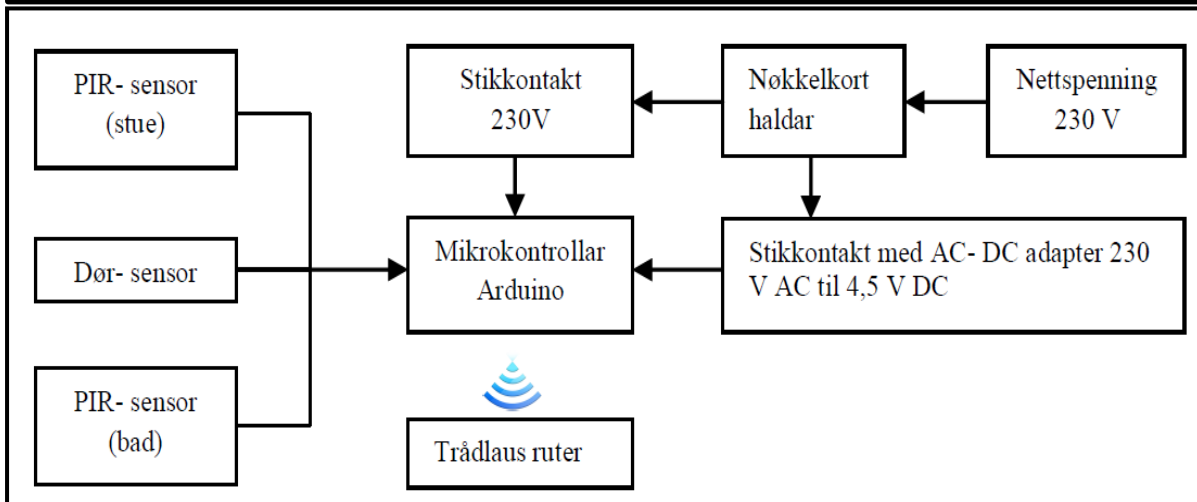 PIR- sensor
(stue)
Stikkontakt
230V
Nøkkelkort
haldar
Nettspenning
230 V
Dør- sensor
Mikrokontrollar
Arduino
Stikkontakt med AC- DC adapter 230
V AC til 4,5 V DC
PIR- sensor
(bad)
Trådlaus ruter